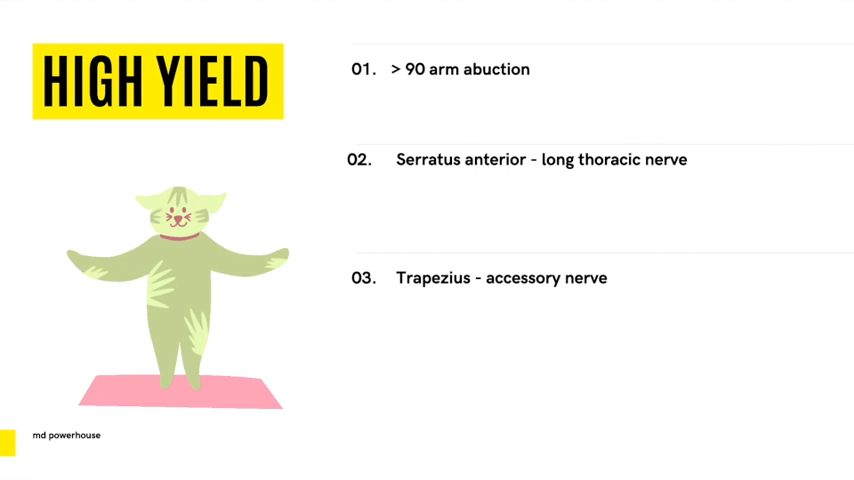 HIGH YIELD
01. > 90 arm abuction
02. Serratus anterior - long thoracic nerve
03. Trapezius - accessory nerve
md powerhouse